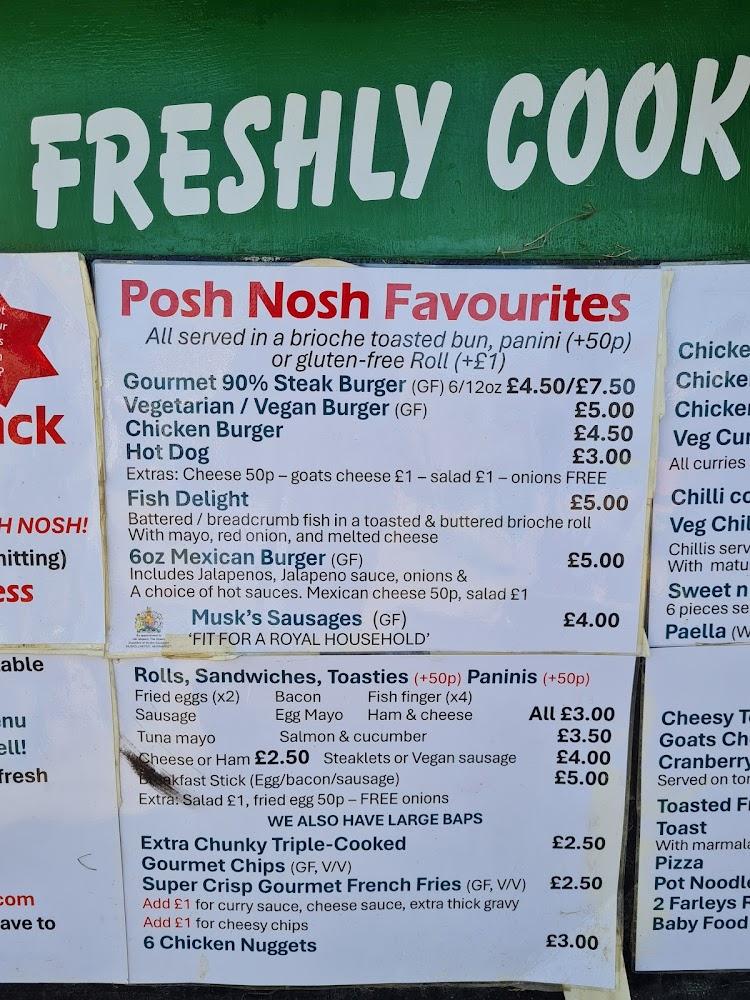 FRESHLY COOK
ack
H NOSH!
nitting)
ess
able
enu
ell!
fresh
com
ave to
Posh Nosh Favourites
All served in a brioche toasted bun, panini (+50p)
or gluten-free Roll (+£1)
Gourmet 90% Steak Burger (GF) 6/12oz £4.50/£7.50
Vegetarian / Vegan Burger (GF) £5.00
Chicken Burger £4.50
Hot Dog £3.00
Extras: Cheese 50p – goats cheese £1 – salad £1 – onions FREE
Fish Delight £5.00
Battered / breadcrumb fish in a toasted & buttered brioche roll
With mayo, red onion, and melted cheese
6oz Mexican Burger (GF) £5.00
Includes Jalapenos, Jalapeno sauce, onions &
A choice of hot sauces. Mexican cheese 50p, salad £1
Musk's Sausages (GF) £4.00
'FIT FOR A ROYAL HOUSEHOLD'
Rolls, Sandwiches, Toasties (+50p) Paninis (+50p)
Fried eggs (x2) Bacon Fish finger (x4)
Sausage Egg Mayo Ham & cheese All £3.00
Tuna mayo Salmon & cucumber £3.50
Cheese or Ham £2.50 Steaklets or Vegan sausage £4.00
Breakfast Stick (Egg/bacon/sausage) £5.00
Extra: Salad £1, fried egg 50p – FREE onions
WE ALSO HAVE LARGE BAPS
Extra Chunky Triple-Cooked £2.50
Gourmet Chips (GF, V/V)
Super Crisp Gourmet French Fries (GF, V/V) £2.50
Add £1 for curry sauce, cheese sauce, extra thick gravy
Add £1 for cheesy chips
6 Chicken Nuggets £3.00
Chicke
Chicke
Chicken
Veg Cur
All curries
Chilli co
Veg Chil
Chillis serv
With matu
Sweet n
6 pieces se
Paella (W
Cheesy T
Goats Ch
Cranberry
Served on to
Toasted Fr
Toast
With marmala
Pizza
Pot Noodle
2 Farleys R
Baby Food